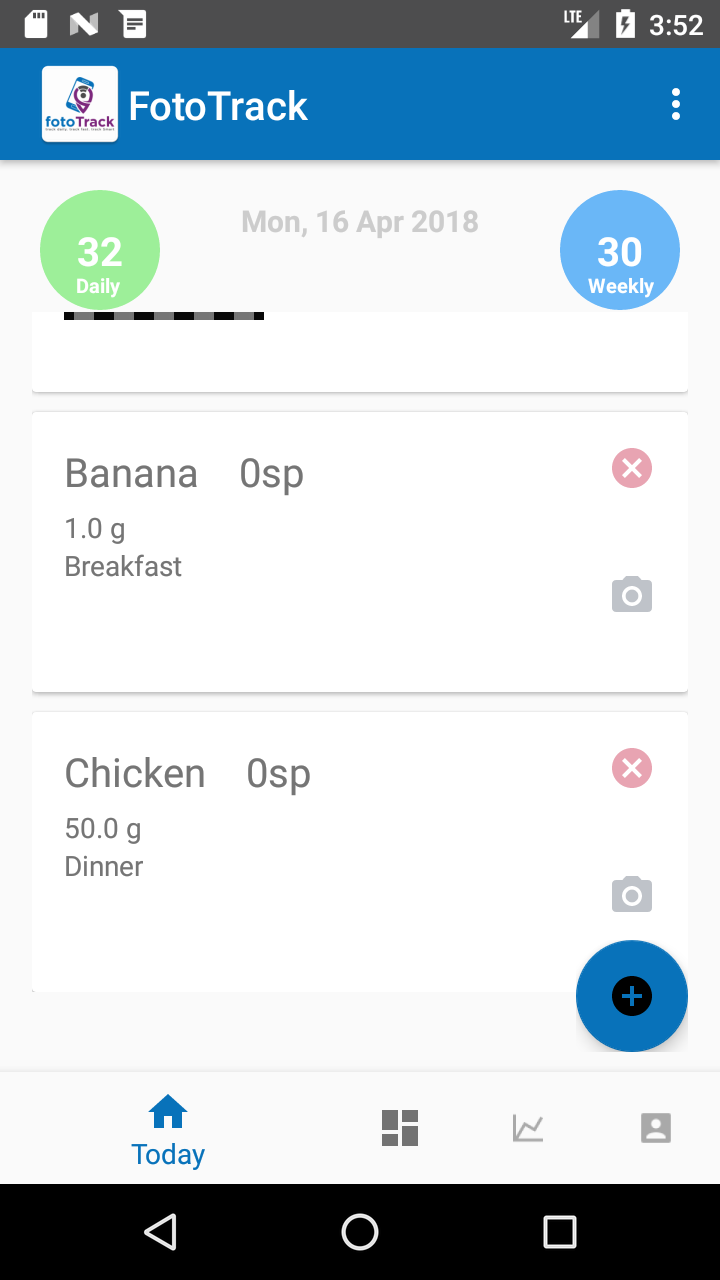 LTE
3:52
fotoTrack
FotoTrack
32
Daily
Mon, 16 Apr 2018
30
Weekly
Banana 0sp
1.0 g
Breakfast
Chicken 0sp
50.0 g
Dinner
Today